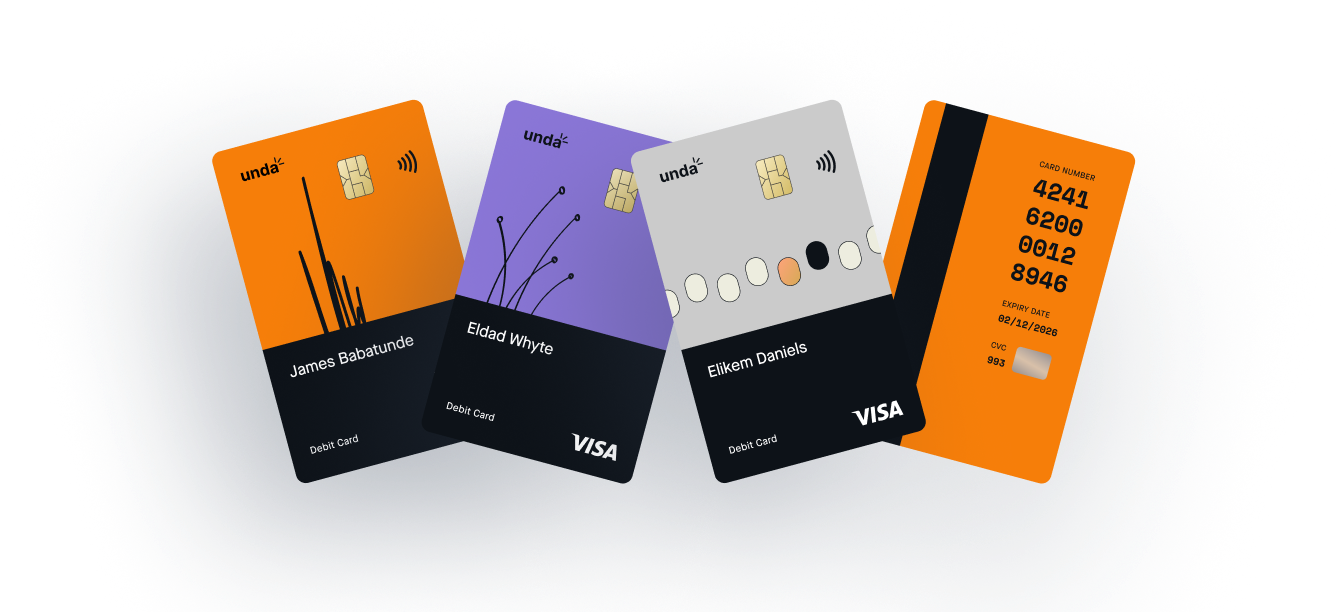 unda
James Babatunde
Debit Card
unda
Eldad Whyte
Debit Card
VISA
unda
Elikem Daniels
Debit Card
VISA
CARD NUMBER
4241
6200
0012
8946
EXPIRY DATE
02/12/2026
CVC
993